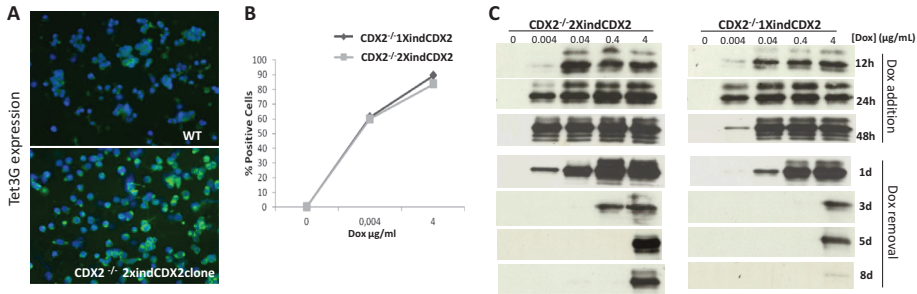 A
Tet3G expression
WT
CDX2 -/- 2xindCDX2clone
B
CDX2-/-1XindCDX2
CDX2-/-2XindCDX2
% Positive Cells
100
90
80
70
60
50
40
30
20
10
0
0 0,004 4
Dox µg/ml
C
CDX2-/-2XindCDX2 CDX2-/-1XindCDX2
0 0.004 0.04 0.4 4 0 0.004 0.04 0.4 4 [Dox] (µg/mL)
12h
24h
48h
Dox addition
1d
3d
5d
8d
Dox removal